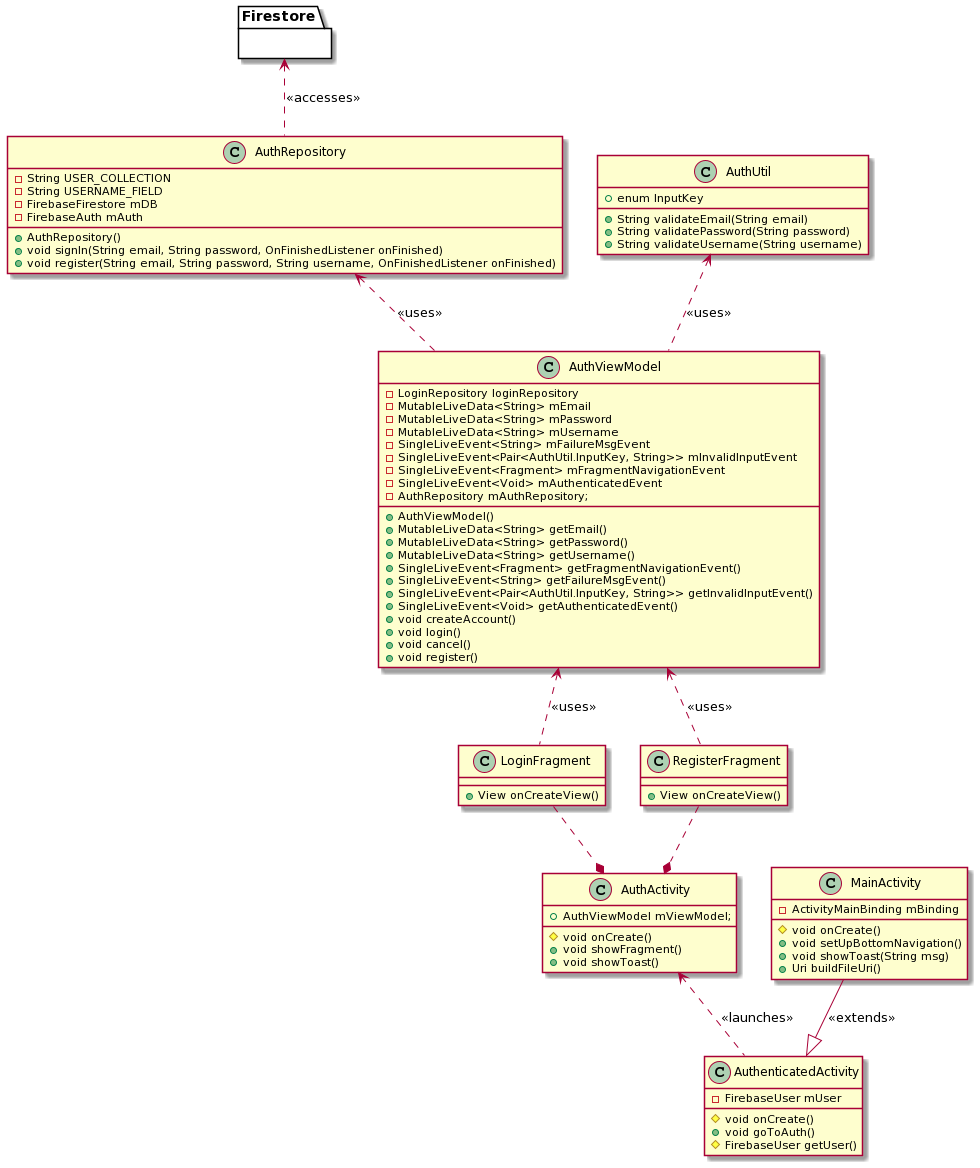 Firestore
«accesses»
C AuthRepository
String USER_COLLECTION
String USERNAME_FIELD
FirebaseFirestore mDB
FirebaseAuth mAuth
AuthRepository()
void signIn(String email, String password, OnFinishedListener onFinished)
void register(String email, String password, String username, OnFinishedListener onFinished)
C AuthUtil
enum InputKey
String validateEmail(String email)
String validatePassword(String password)
String validateUsername(String username)
«uses»
«uses»
C AuthViewModel
LoginRepository loginRepository
MutableLiveData<String> mEmail
MutableLiveData<String> mPassword
MutableLiveData<String> mUsername
SingleLiveEvent<String> mFailureMsgEvent
SingleLiveEvent<Pair<AuthUtil.InputKey, String>> mInvalidInputEvent
SingleLiveEvent<Fragment> mFragmentNavigationEvent
SingleLiveEvent<Void> mAuthenticatedEvent
AuthRepository mAuthRepository;
AuthViewModel()
MutableLiveData<String> getEmail()
MutableLiveData<String> getPassword()
MutableLiveData<String> getUsername()
SingleLiveEvent<Fragment> getFragmentNavigationEvent()
SingleLiveEvent<String> getFailureMsgEvent()
SingleLiveEvent<Pair<AuthUtil.InputKey, String>> getInvalidInputEvent()
SingleLiveEvent<Void> getAuthenticatedEvent()
void createAccount()
void login()
void cancel()
void register()
«uses»
«uses»
C LoginFragment
View onCreateView()
C RegisterFragment
View onCreateView()
C AuthActivity
AuthViewModel mViewModel;
void onCreate()
void showFragment()
void showToast()
C MainActivity
ActivityMainBinding mBinding
void onCreate()
void setUpBottomNavigation()
void showToast(String msg)
Uri buildFileUri()
«launches»
«extends»
C AuthenticatedActivity
FirebaseUser mUser
void onCreate()
void goToAuth()
FirebaseUser getUser()